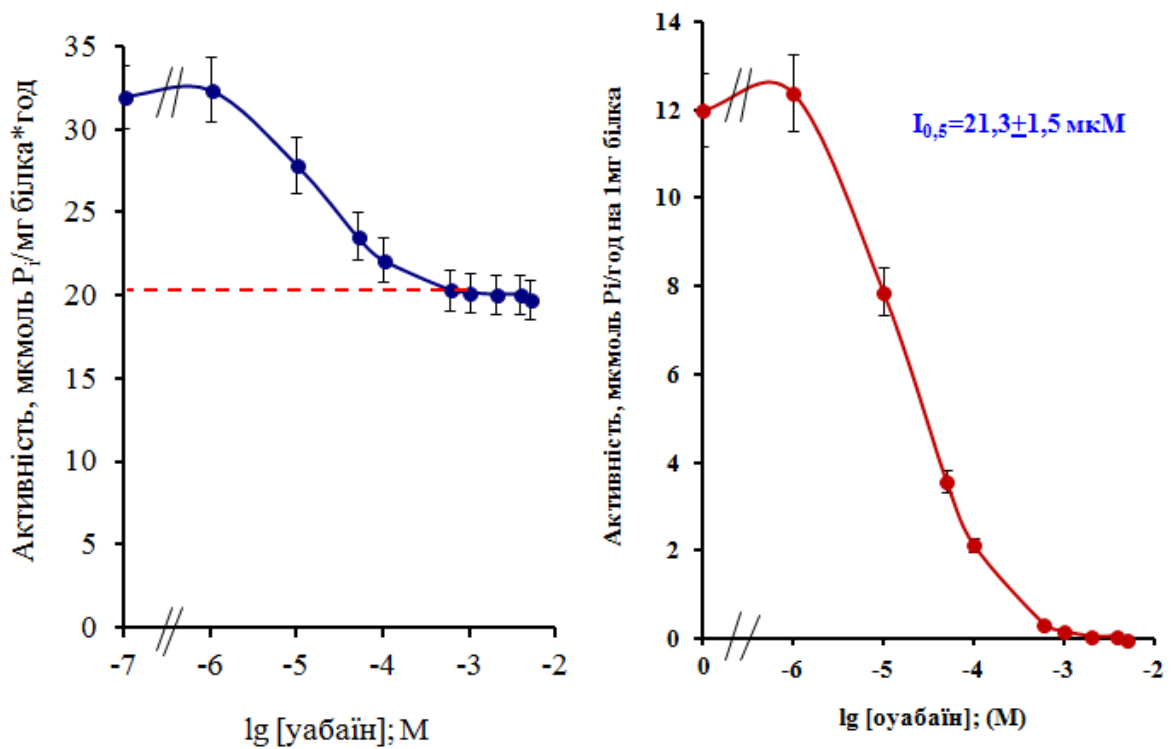 Активність, мкмоль Pi/мг білка*год
35
30
25
20
15
10
5
0
-7 -6 -5 -4 -3 -2
lg [уабаїн]; М
Активність, мкмоль Рі/год на 1мг білка
14
12
10
8
6
4
2
0
I0,5=21,3±1,5 мкМ
0 -6 -5 -4 -3 -2
lg [оуабаїн]; (М)